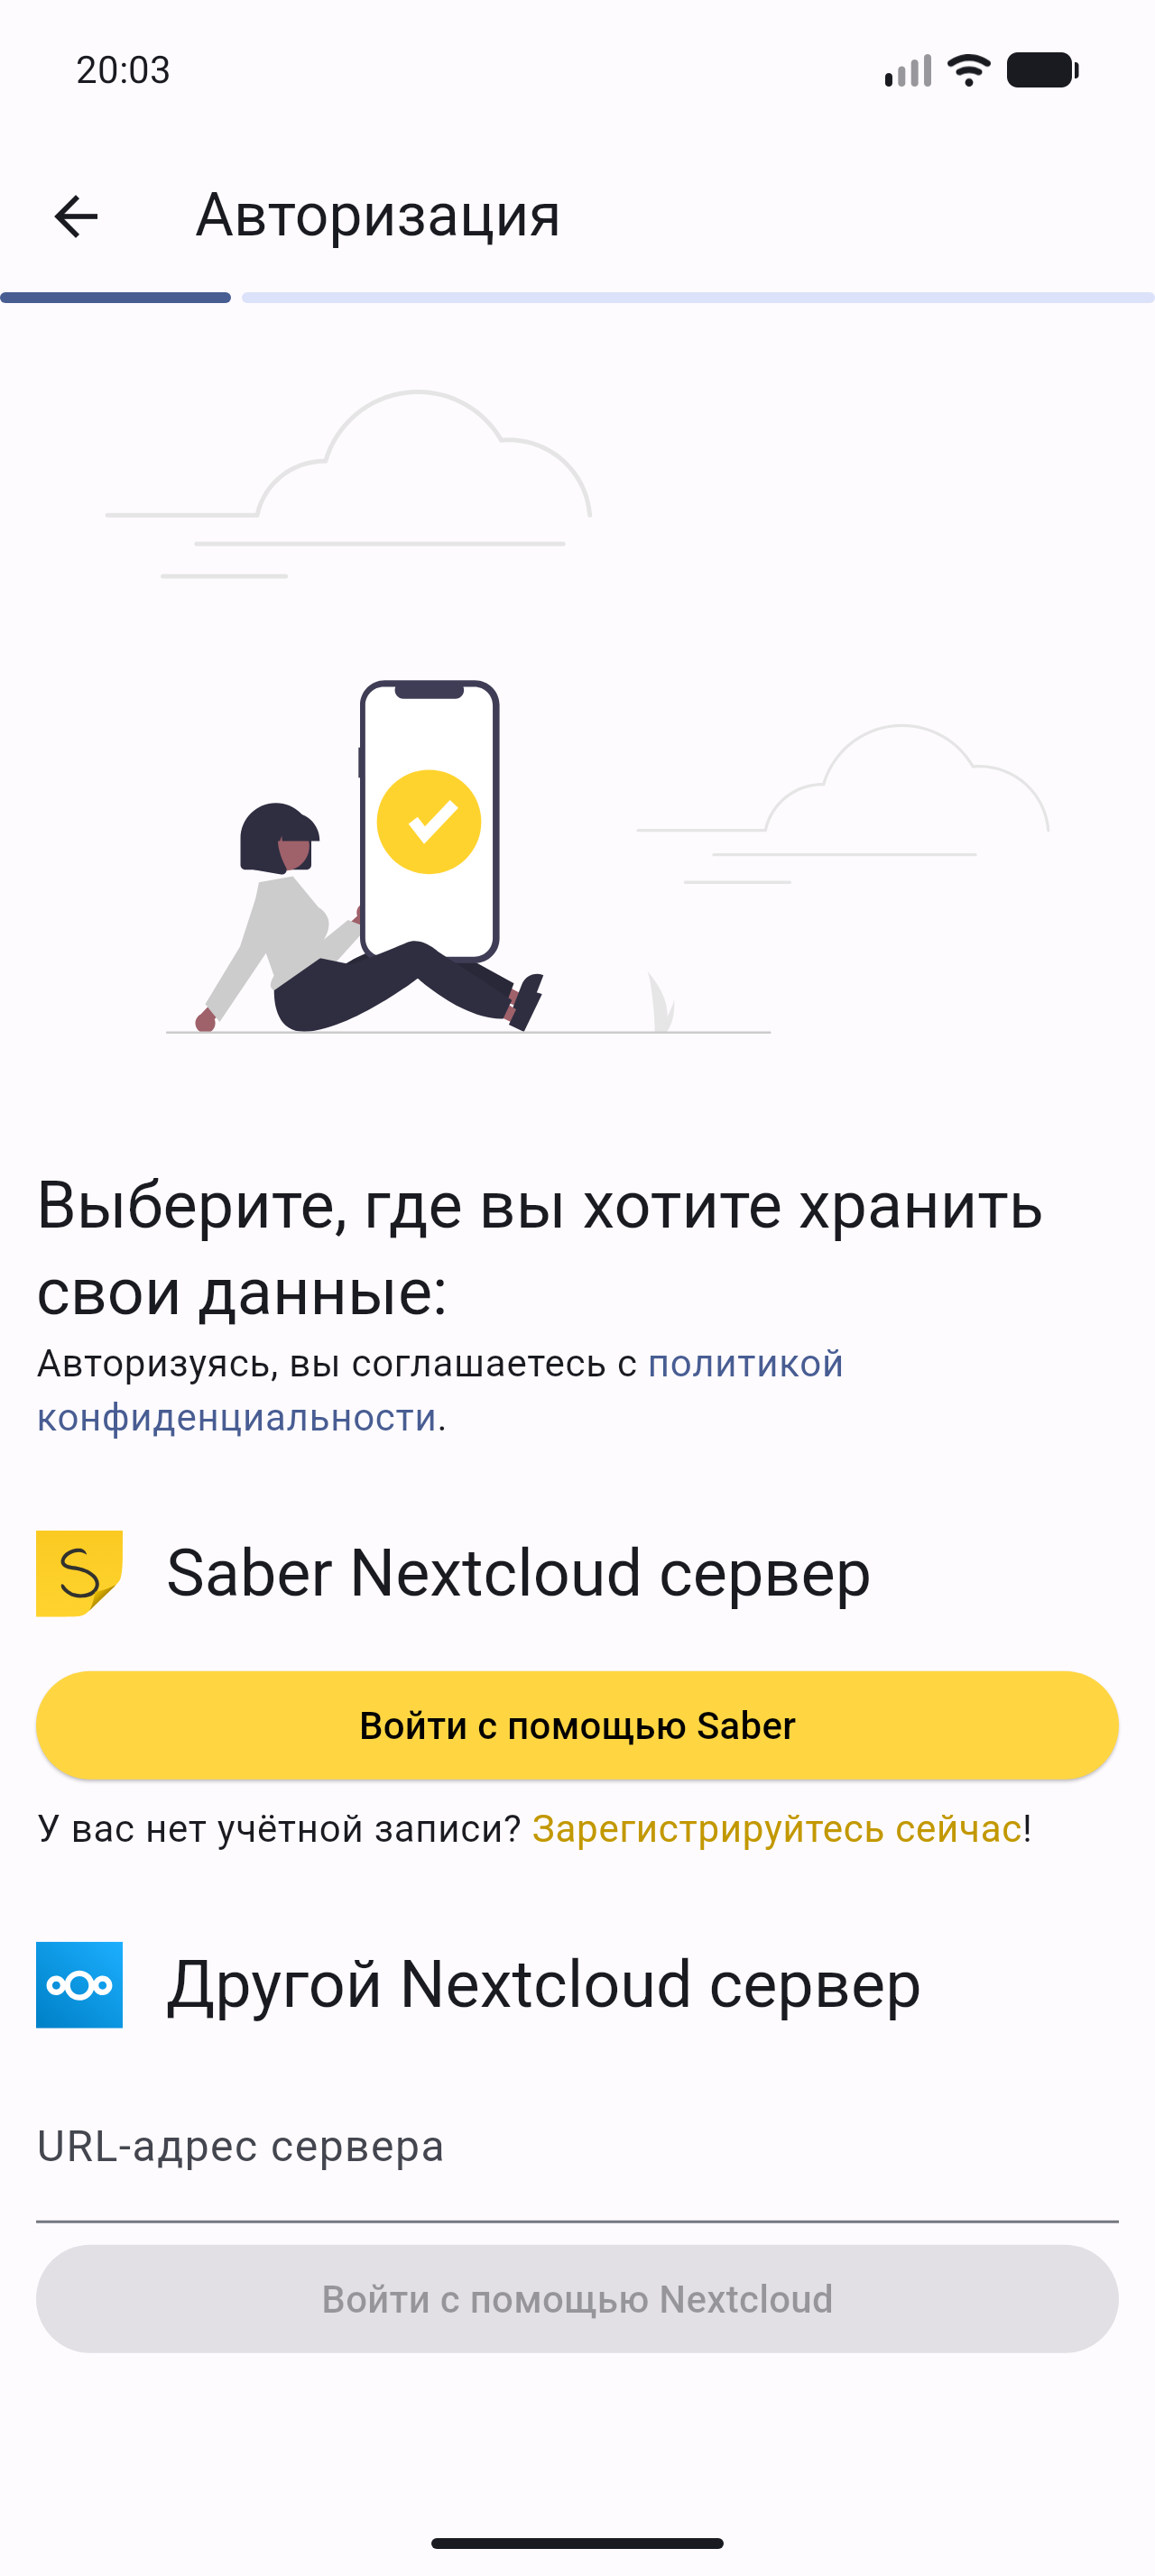 20:03
Авторизация
Выберите, где вы хотите хранить
свои данные:
Авторизуясь, вы соглашаетесь с политикой
конфиденциальности.
S
Saber Nextcloud сервер
Войти с помощью Saber
У вас нет учётной записи? Зарегистрируйтесь сейчас!
Другой Nextcloud сервер
URL-адрес сервера
Войти с помощью Nextcloud